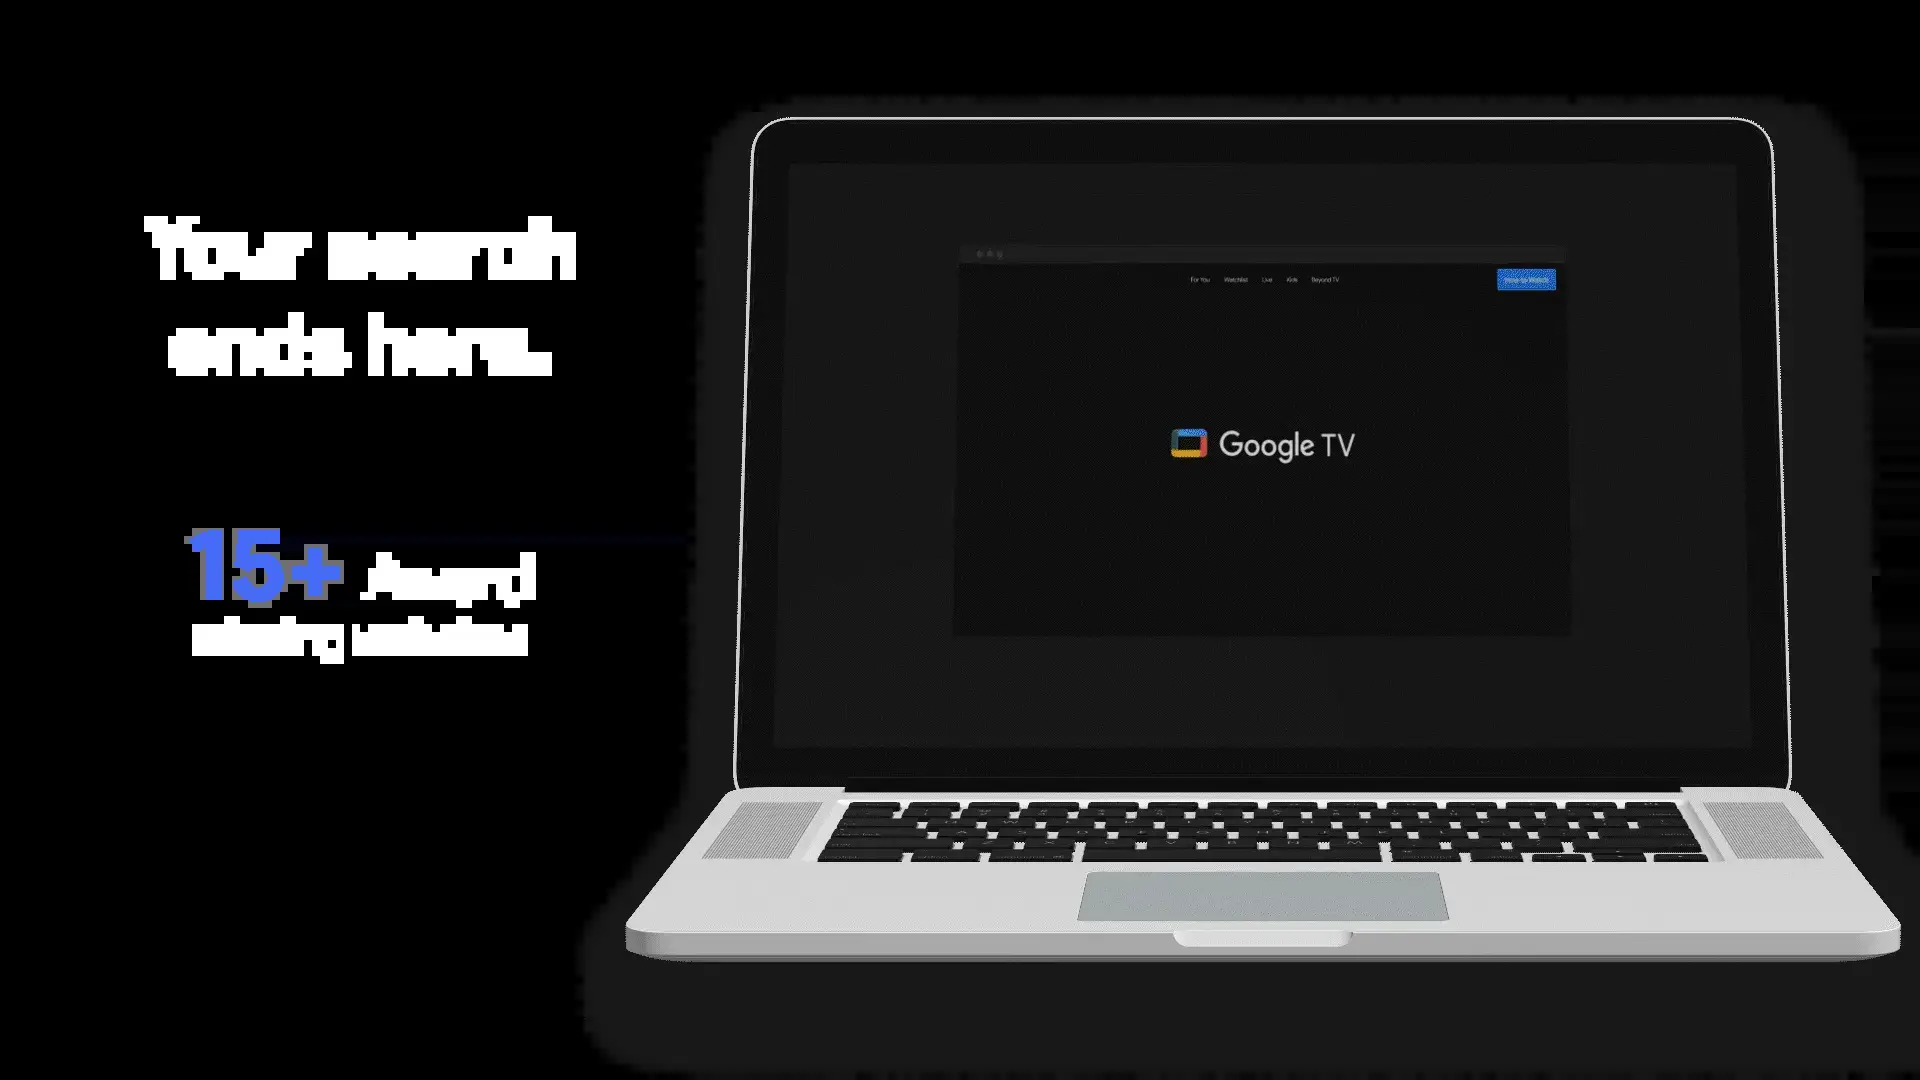 Your search
ends here.
15+ Award
winning websites
For You Watchlist Live Kids Beyond TV
How to Watch
Google TV